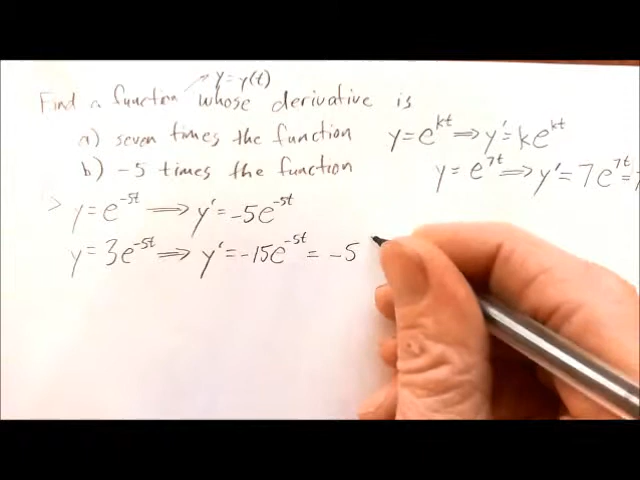 y = y(t)
Find a function whose derivative is
a) seven times the function
b) -5 times the function
y = e^{kt} ⟹ y' = ke^{kt}
y = e^{7t} ⟹ y' = 7e^{7t} = 7
> y = e^{-5t} ⟹ y' = -5e^{-5t}
y = 3e^{-5t} ⟹ y' = -15e^{-5t} = -5